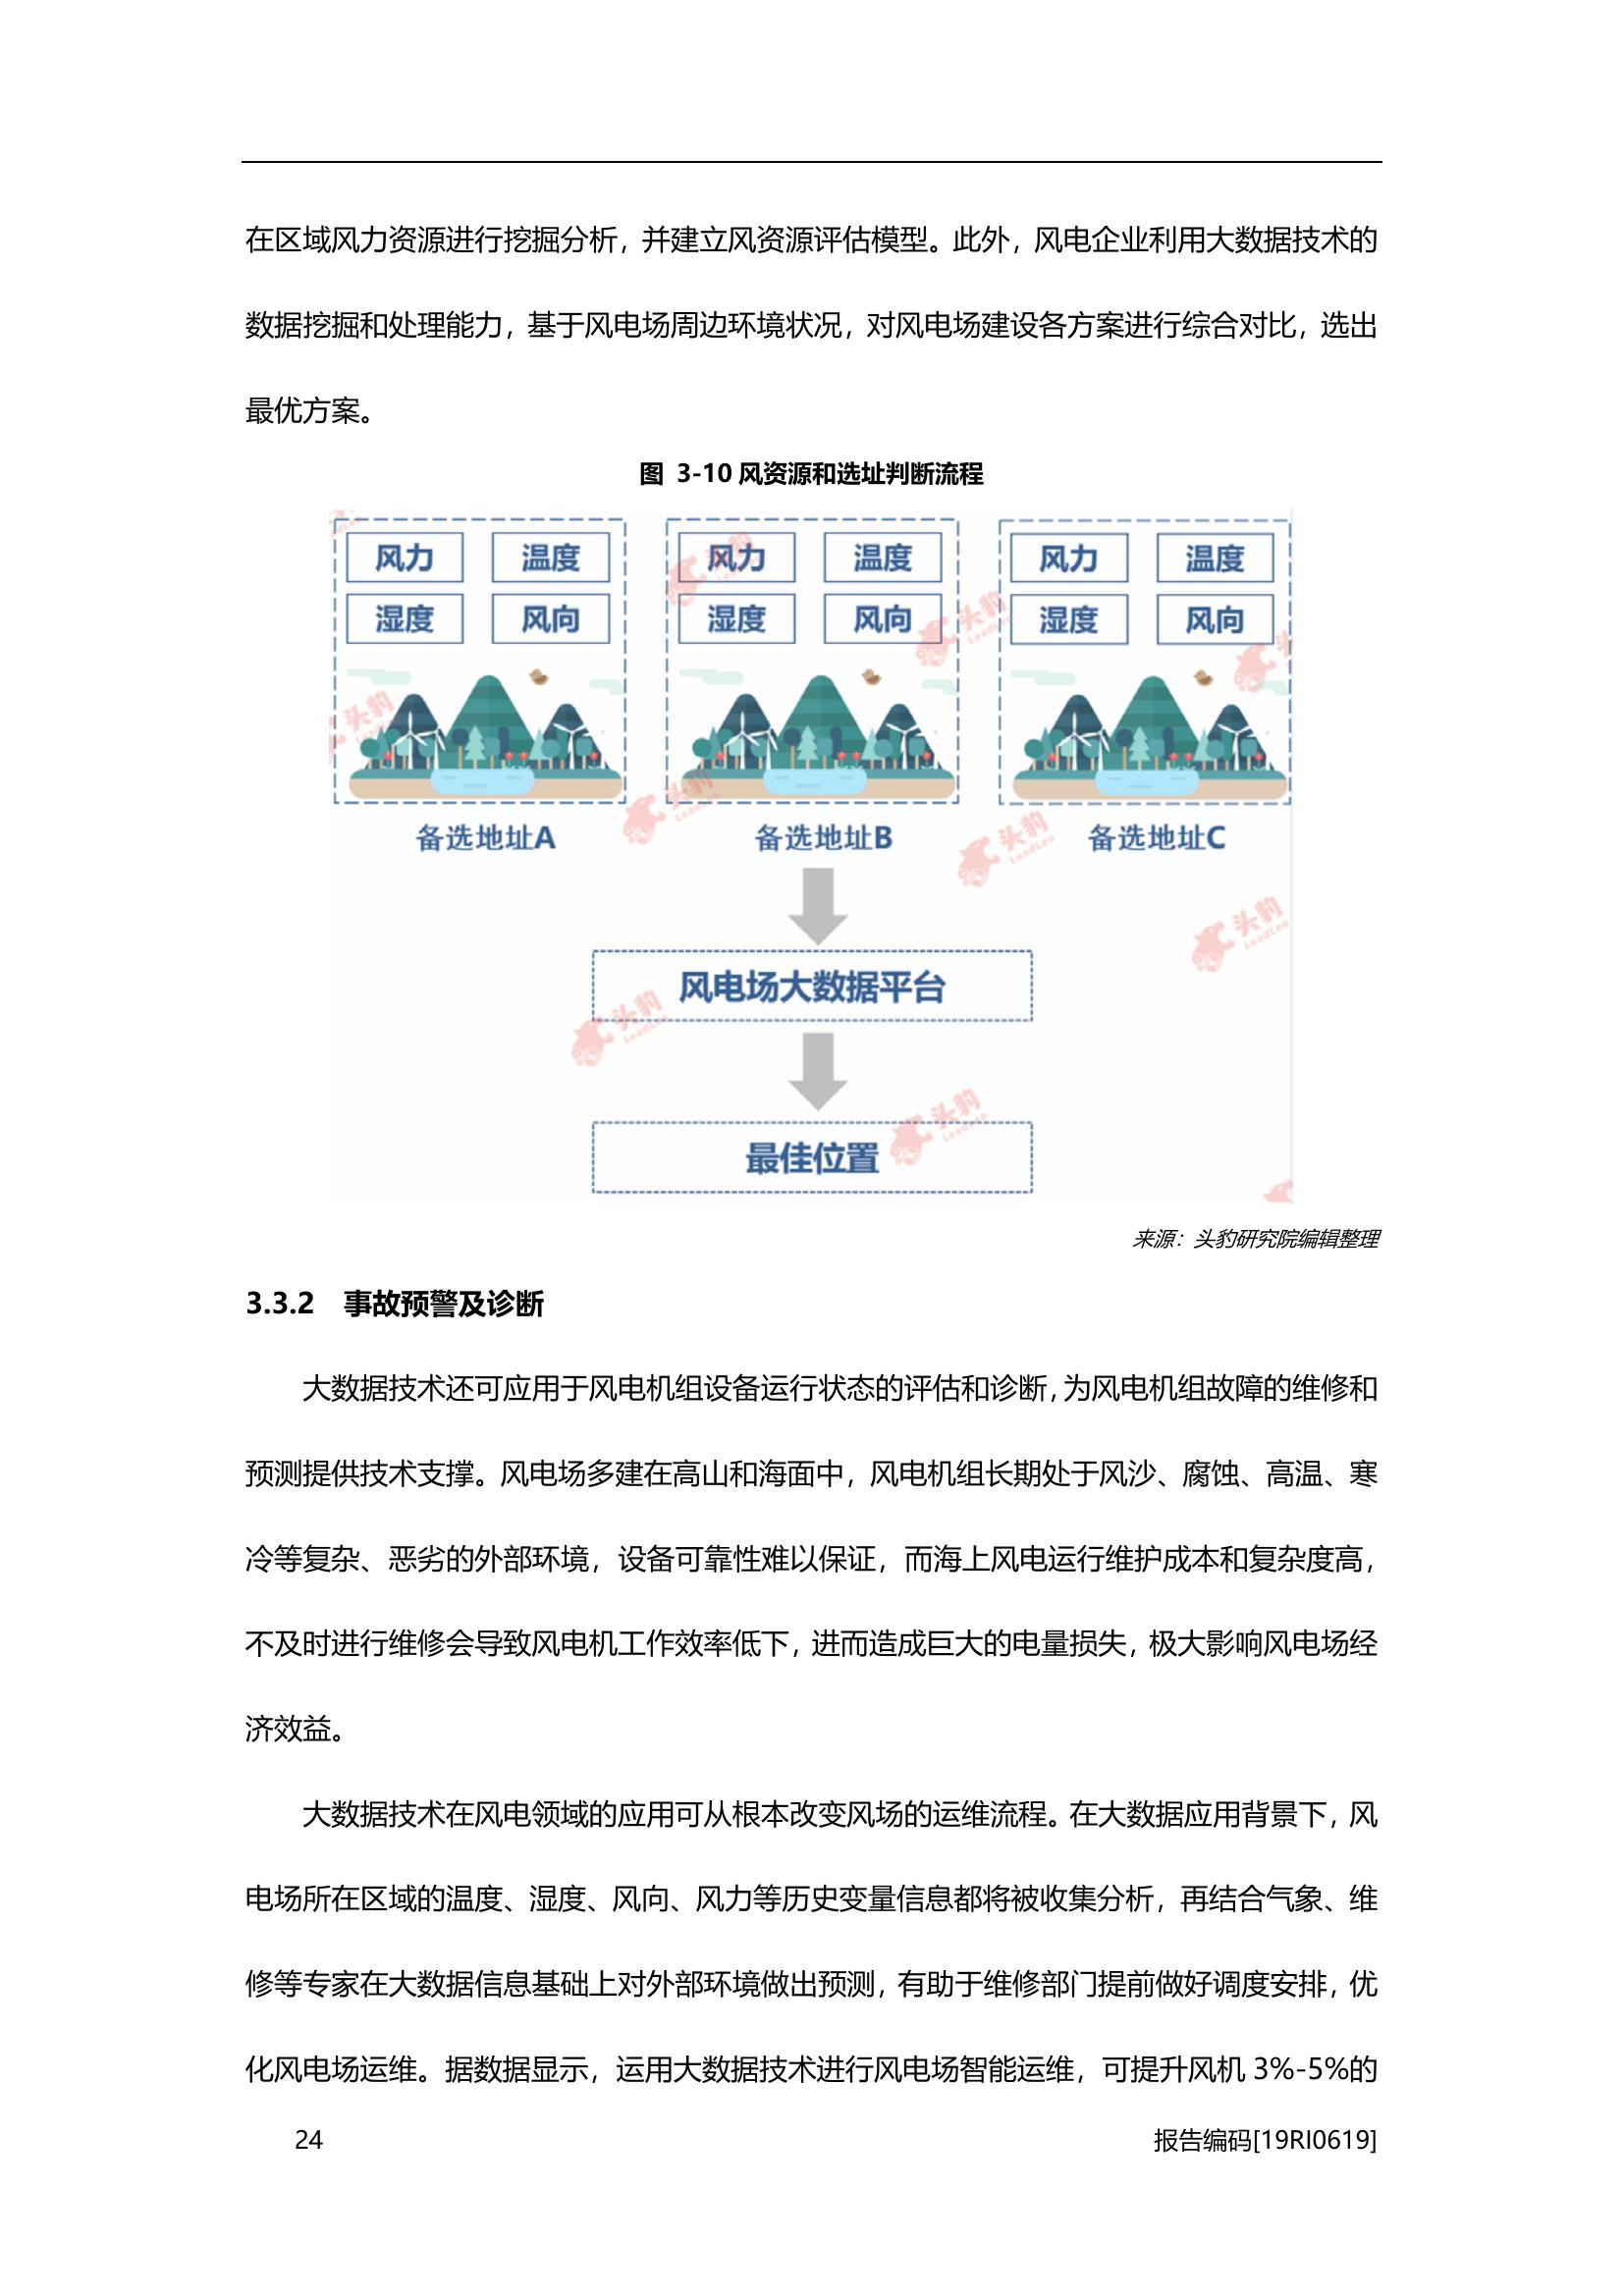 在区域风力资源进行挖掘分析，并建立风资源评估模型。此外，风电企业利用大数据技术的
数据挖掘和处理能力，基于风电场周边环境状况，对风电场建设各方案进行综合对比，选出
最优方案。
图 3-10 风资源和选址判断流程
风力 温度 风力 温度 风力 温度
湿度 风向 湿度 风向 湿度 风向
备选地址A 备选地址B 备选地址C
风电场大数据平台
最佳位置
头豹 LeadLeo
来源：头豹研究院编辑整理
3.3.2 事故预警及诊断
大数据技术还可应用于风电机组设备运行状态的评估和诊断，为风电机组故障的维修和
预测提供技术支撑。风电场多建在高山和海面中，风电机组长期处于风沙、腐蚀、高温、寒
冷等复杂、恶劣的外部环境，设备可靠性难以保证，而海上风电运行维护成本和复杂度高，
不及时进行维修会导致风电机工作效率低下，进而造成巨大的电量损失，极大影响风电场经
济效益。
大数据技术在风电领域的应用可从根本改变风场的运维流程。在大数据应用背景下，风
电场所在区域的温度、湿度、风向、风力等历史变量信息都将被收集分析，再结合气象、维
修等专家在大数据信息基础上对外部环境做出预测，有助于维修部门提前做好调度安排，优
化风电场运维。据数据显示，运用大数据技术进行风电场智能运维，可提升风机 3%-5%的
24 报告编码[19RI0619]